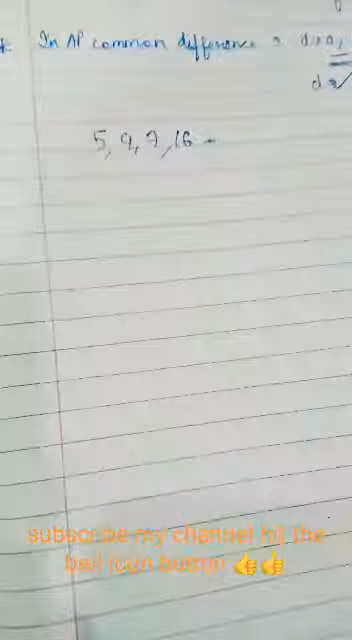 In AP common difference = d
5, 9, 7, 16 -
subscribe my channel hit the
bell icon button 👍👍